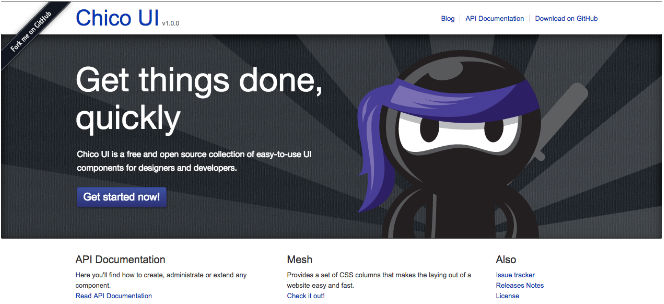 Fork me on GitHub
Chico UI v1.0.0
Blog | API Documentation | Download on GitHub
Get things done,
quickly
Chico UI is a free and open source collection of easy-to-use UI
components for designers and developers.
Get started now!
API Documentation
Here you'll find how to create, administrate or extend any
component.
Read API Documentation
Mesh
Provides a set of CSS columns that makes the laying out of a
website easy and fast.
Check it out!
Also
Issue tracker
Releases Notes
License